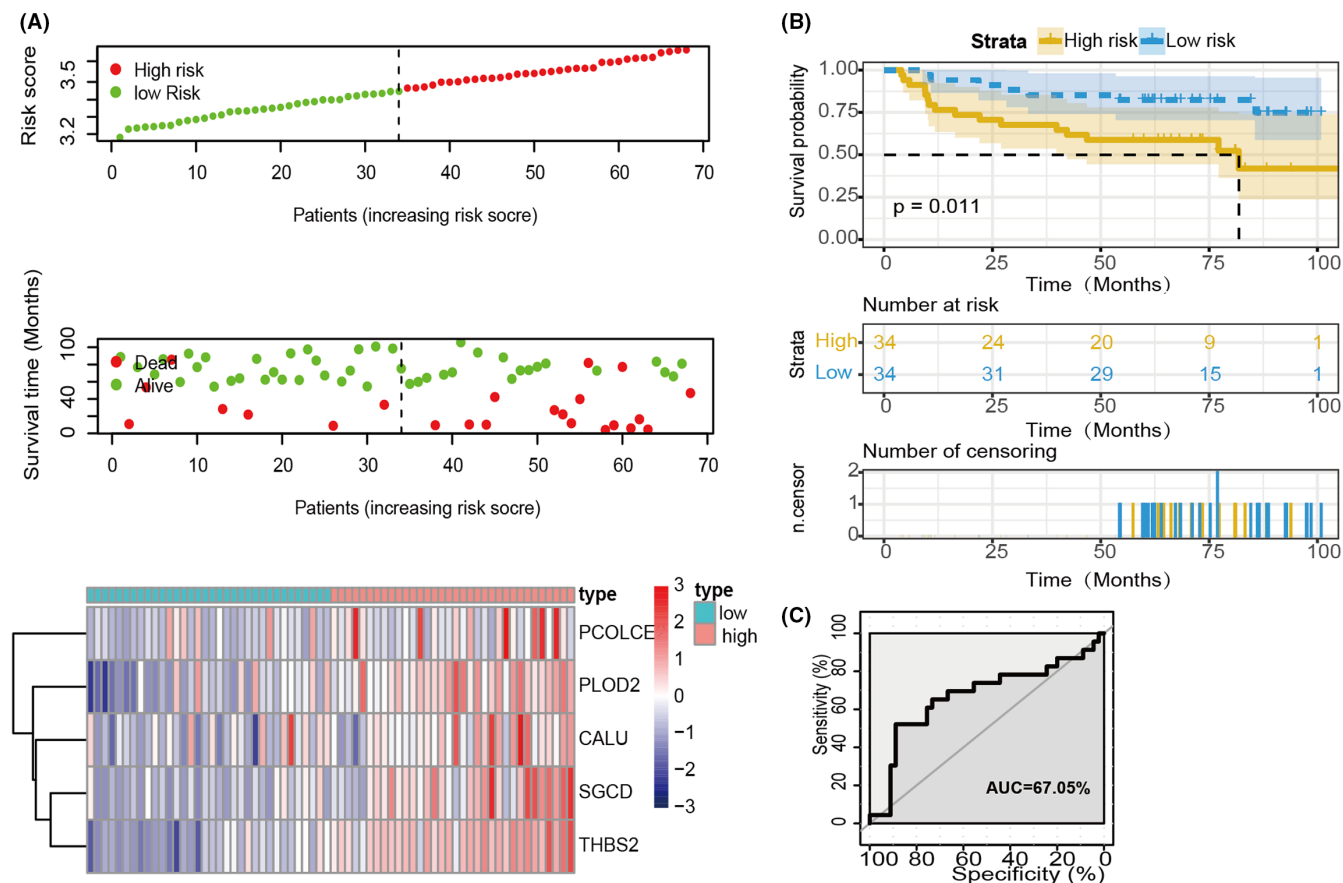 (A)
Risk score
3.5
3.2
High risk
low Risk
0 10 20 30 40 50 60 70
Patients (increasing risk socre)
Survival time (Months)
100
40
0
Dead
Alive
0 10 20 30 40 50 60 70
Patients (increasing risk socre)
type
PCOLCE
PLOD2
CALU
SGCD
THBS2
3
2
1
0
−1
−2
−3
type
low
high
(B)
Strata High risk Low risk
Survival probability
1.00
0.75
0.50
0.25
0.00
p = 0.011
0 25 50 75 100
Time (Months)
Number at risk
Strata
High 34 24 20 9 1
Low 34 31 29 15 1
0 25 50 75 100
Time (Months)
Number of censoring
n.censor
2
1
0
0 25 50 75 100
Time (Months)
(C)
Sensitivity (%)
100
80
60
40
20
0
AUC=67.05%
100 80 60 40 20 0
Specificity (%)